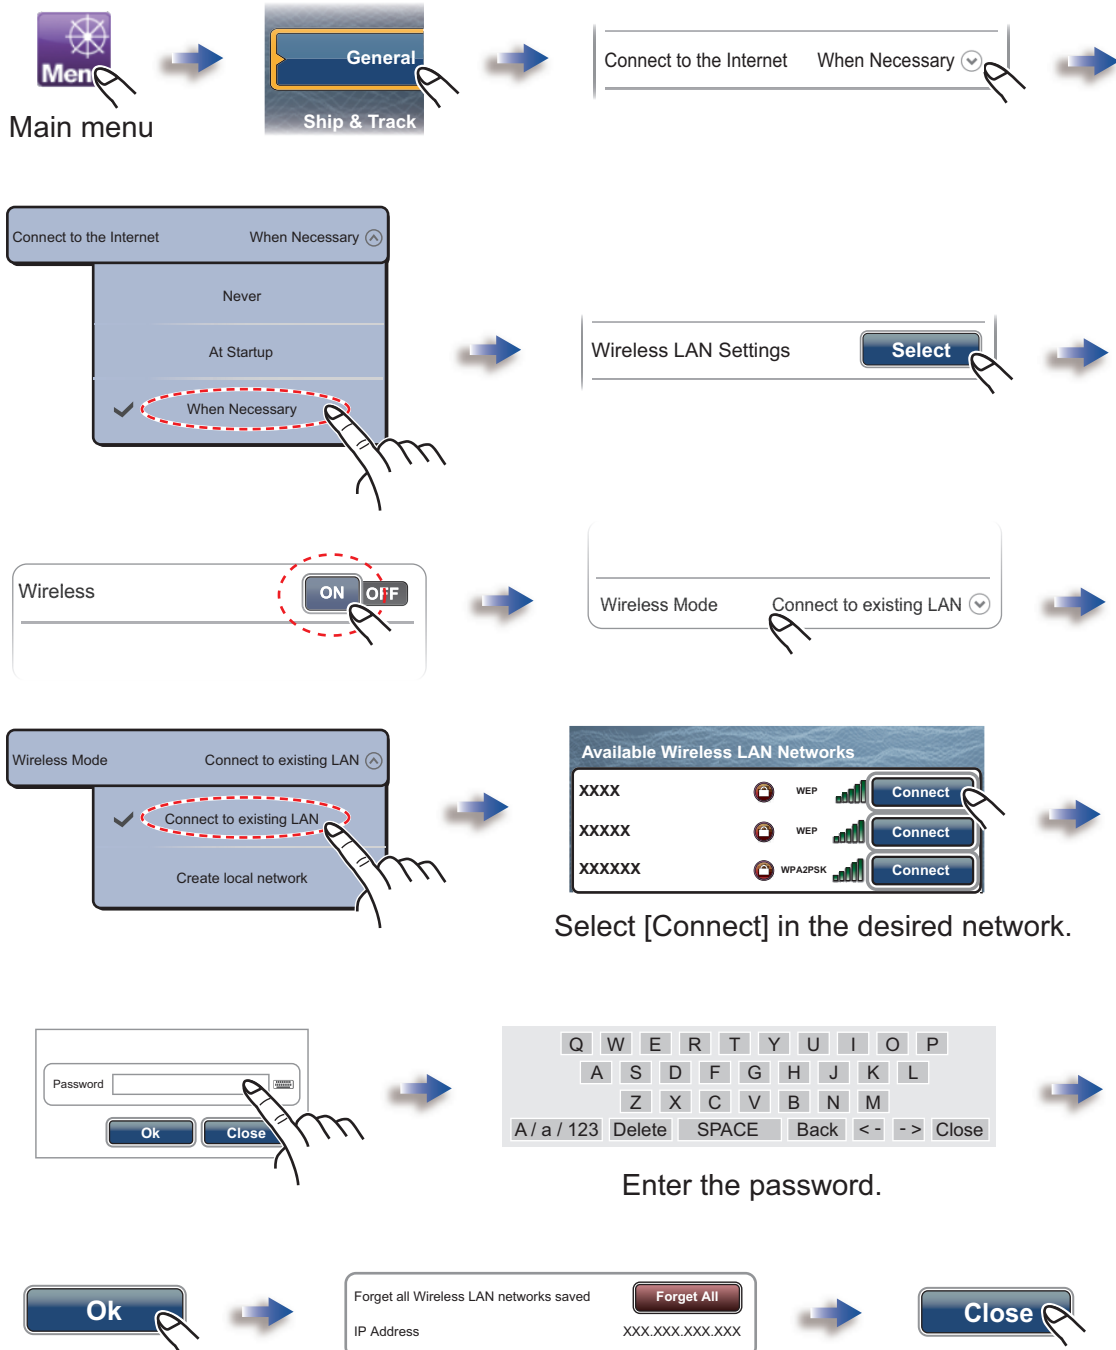 Menu
Main menu
General
Ship & Track
Connect to the Internet When Necessary
Connect to the Internet When Necessary
Never
At Startup
When Necessary
Wireless LAN Settings Select
Wireless ON OFF
Wireless Mode Connect to existing LAN
Wireless Mode Connect to existing LAN
Connect to existing LAN
Create local network
Available Wireless LAN Networks
XXXX WEP Connect
XXXXX WEP Connect
XXXXXX WPA2PSK Connect
Select [Connect] in the desired network.
Password
Ok Close
Q W E R T Y U I O P
A S D F G H J K L
Z X C V B N M
A / a / 123 Delete SPACE Back < - - > Close
Enter the password.
Ok
Forget all Wireless LAN networks saved Forget All
IP Address XXX.XXX.XXX.XXX
Close